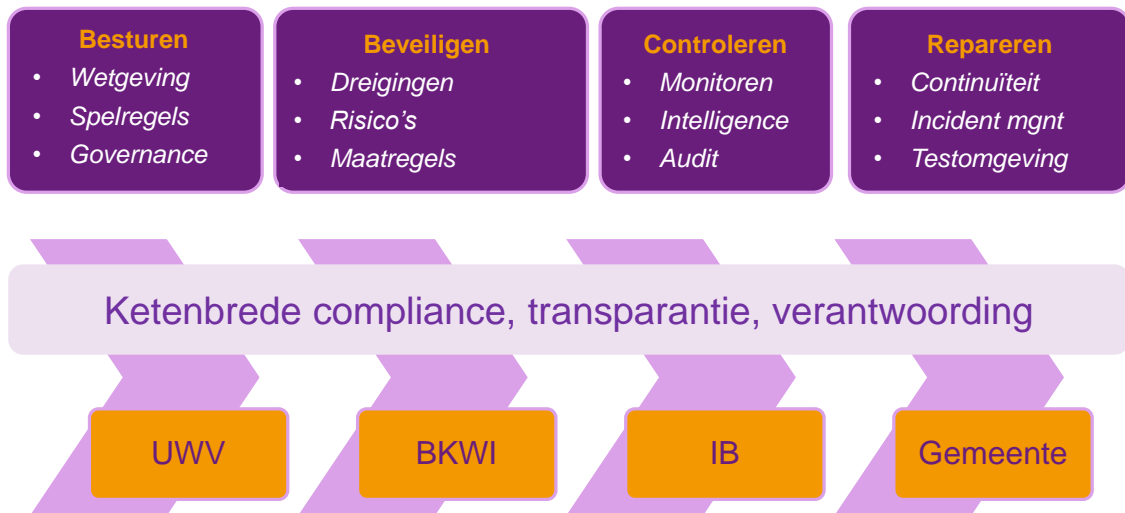 Besturen
• Wetgeving
• Spelregels
• Governance
Beveiligen
• Dreigingen
• Risico's
• Maatregels
Controleren
• Monitoren
• Intelligence
• Audit
Repareren
• Continuïteit
• Incident mgnt
• Testomgeving
Ketenbrede compliance, transparantie, verantwoording
UWV
BKWI
IB
Gemeente